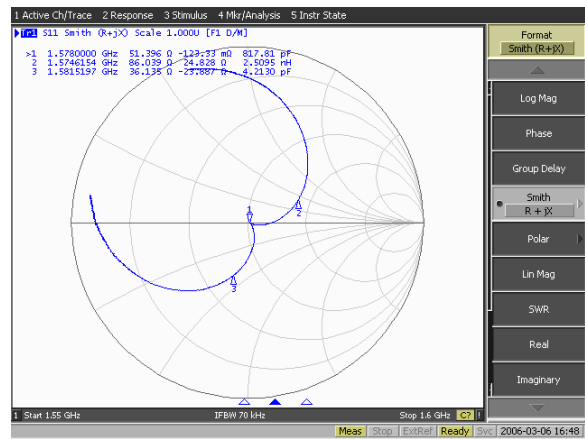 1 Active Ch/Trace 2 Response 3 Stimulus 4 Mkr/Analysis 5 Instr State
Tr1 S11 Smith (R+jX) Scale 1.000U [F1 D/M]
>1 1.5780000 GHz 51.396 Ω -123.33 mΩ 817.81 pF
2 1.5746154 GHz 86.039 Ω 24.828 Ω 2.5095 nH
3 1.5815197 GHz 36.135 Ω -23.887 Ω 4.2130 pF
1
2
3
1 Start 1.55 GHz IFBW 70 kHz Stop 1.6 GHz C? !
Format
Smith (R+jX)
Log Mag
Phase
Group Delay
Smith
R + jX
Polar
Lin Mag
SWR
Real
Imaginary
Meas Stop ExtRef Ready Svc 2006-03-06 16:48